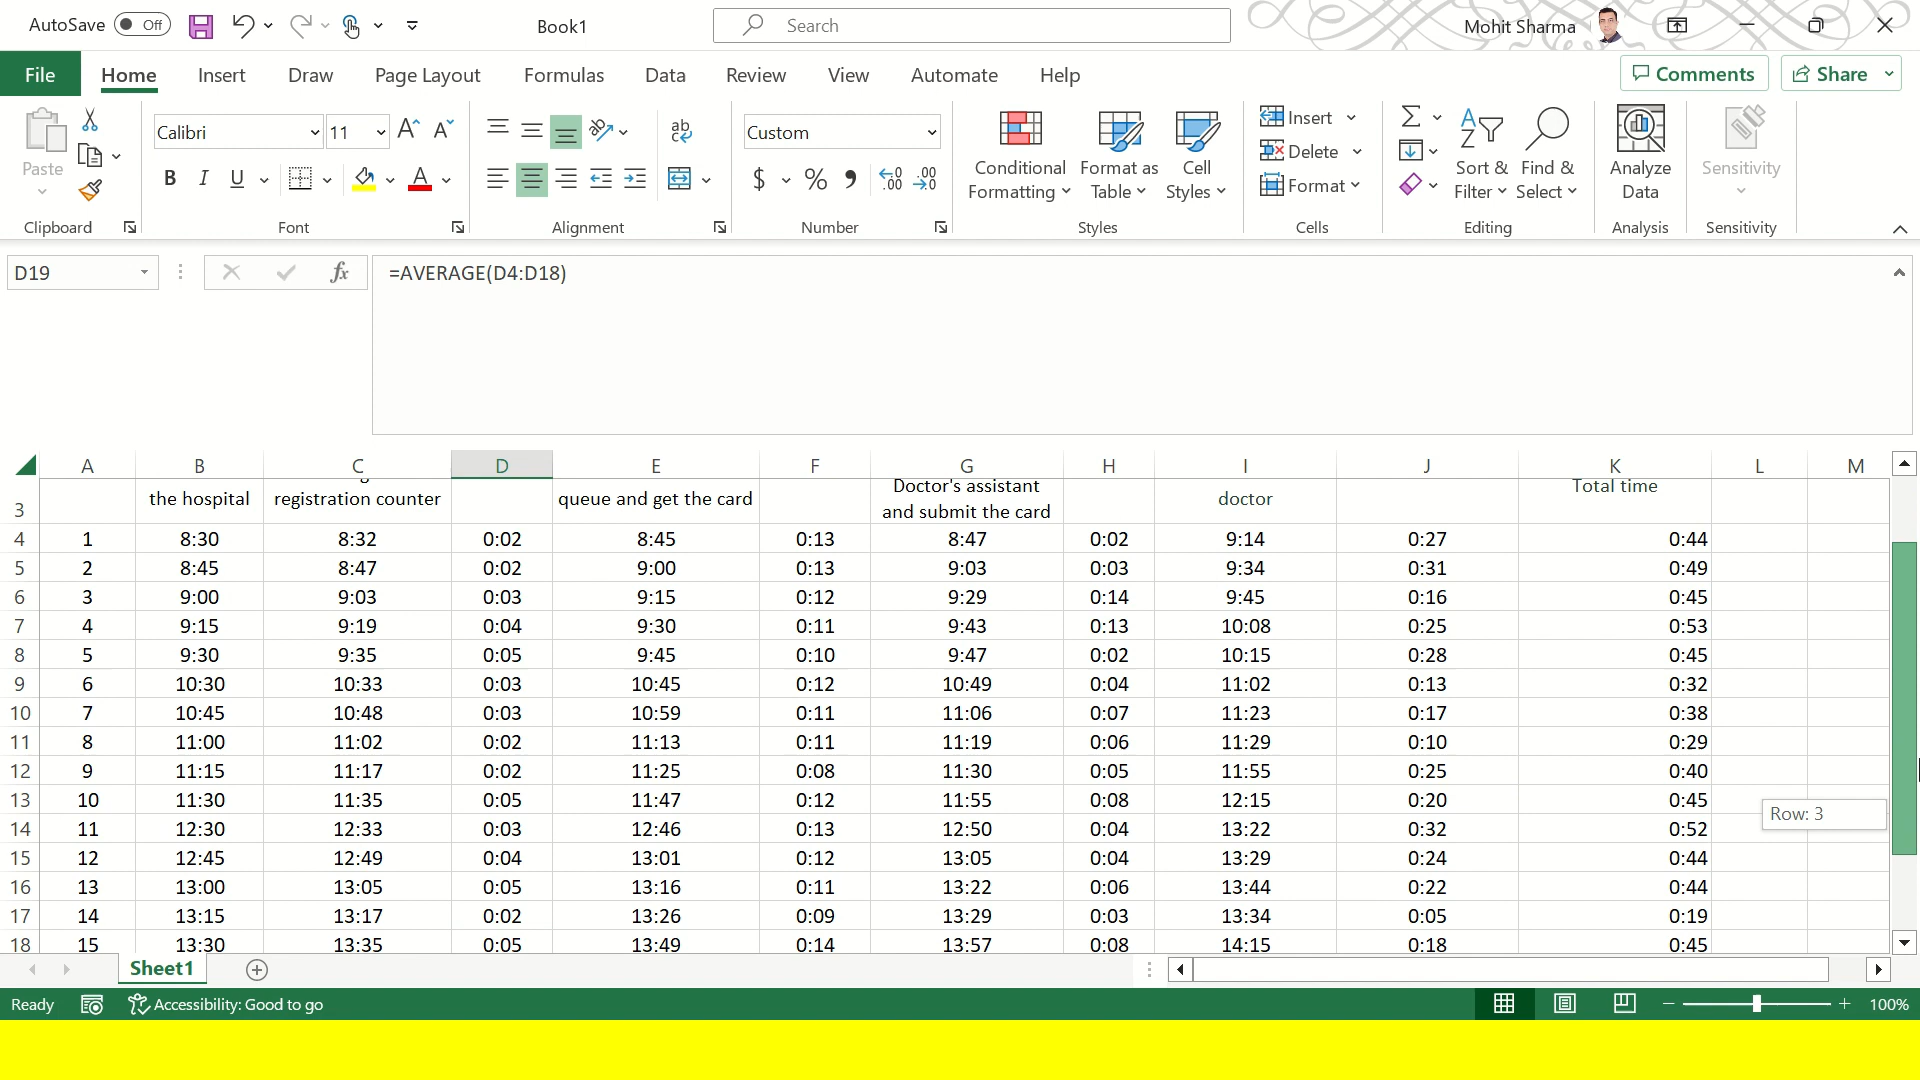 AutoSave Off Book1 Search Mohit Sharma
File Home Insert Draw Page Layout Formulas Data Review View Automate Help Comments Share
Paste Calibri 11 Custom Conditional Formatting Format as Table Cell Styles Insert Delete Format Sort & Filter Find & Select Analyze Data Sensitivity
B I U A $ % ,
Clipboard Font Alignment Number Styles Cells Editing Analysis Sensitivity
D19 fx =AVERAGE(D4:D18)
A B C D E F G H I J K L M
3 the hospital registration counter queue and get the card Doctor's assistant and submit the card doctor Total time
4 1 8:30 8:32 0:02 8:45 0:13 8:47 0:02 9:14 0:27 0:44
5 2 8:45 8:47 0:02 9:00 0:13 9:03 0:03 9:34 0:31 0:49
6 3 9:00 9:03 0:03 9:15 0:12 9:29 0:14 9:45 0:16 0:45
7 4 9:15 9:19 0:04 9:30 0:11 9:43 0:13 10:08 0:25 0:53
8 5 9:30 9:35 0:05 9:45 0:10 9:47 0:02 10:15 0:28 0:45
9 6 10:30 10:33 0:03 10:45 0:12 10:49 0:04 11:02 0:13 0:32
10 7 10:45 10:48 0:03 10:59 0:11 11:06 0:07 11:23 0:17 0:38
11 8 11:00 11:02 0:02 11:13 0:11 11:19 0:06 11:29 0:10 0:29
12 9 11:15 11:17 0:02 11:25 0:08 11:30 0:05 11:55 0:25 0:40
13 10 11:30 11:35 0:05 11:47 0:12 11:55 0:08 12:15 0:20 0:45
Row: 3
14 11 12:30 12:33 0:03 12:46 0:13 12:50 0:04 13:22 0:32 0:52
15 12 12:45 12:49 0:04 13:01 0:12 13:05 0:04 13:29 0:24 0:44
16 13 13:00 13:05 0:05 13:16 0:11 13:22 0:06 13:44 0:22 0:44
17 14 13:15 13:17 0:02 13:26 0:09 13:29 0:03 13:34 0:05 0:19
18 15 13:30 13:35 0:05 13:49 0:14 13:57 0:08 14:15 0:18 0:45
Sheet1
Ready Accessibility: Good to go 100%